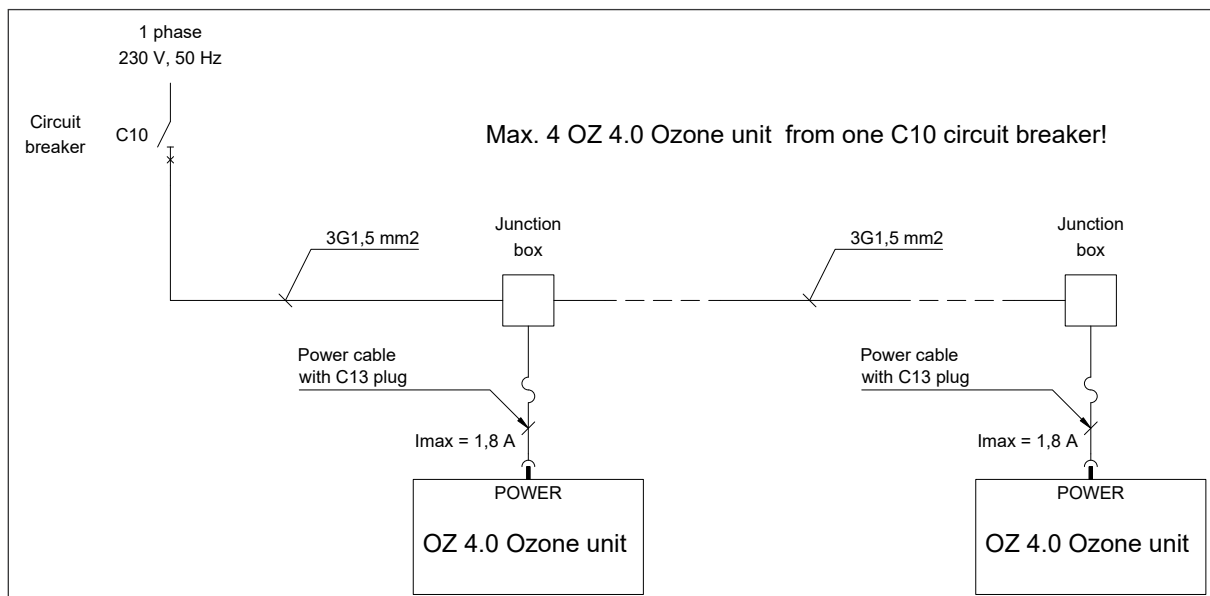 1 phase
230 V, 50 Hz
Circuit
breaker
C10
Max. 4 OZ 4.0 Ozone unit from one C10 circuit breaker!
3G1,5 mm2
Junction
box
3G1,5 mm2
Junction
box
Power cable
with C13 plug
Power cable
with C13 plug
Imax = 1,8 A
Imax = 1,8 A
POWER
OZ 4.0 Ozone unit
POWER
OZ 4.0 Ozone unit